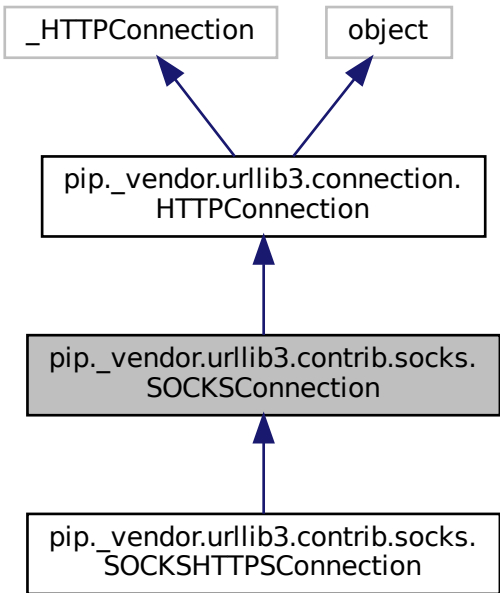 _HTTPConnection
object
pip._vendor.urllib3.connection.
HTTPConnection
pip._vendor.urllib3.contrib.socks.
SOCKSConnection
pip._vendor.urllib3.contrib.socks.
SOCKSHTTPSConnection